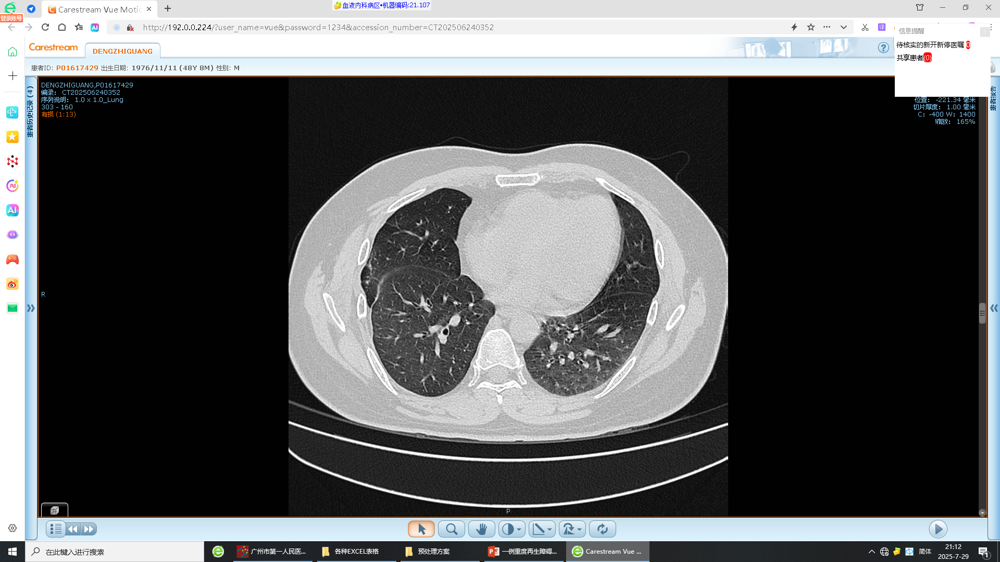 Carestream Vue Motic
血液内科病区•机器编码:21.107
登录账号
http://192.0.0.224/?user_name=vue&password=1234&accession_number=CT202506240352
信息提醒
待核实的新开新停医嘱 0
共享患者(0)
Carestream
DENGZHIGUANG
患者ID: P01617429 出生日期: 1976/11/11 (48Y 8M) 性别: M
DENGZHIGUANG,P01617429
编录: CT202506240352
序列说明: 1.0 x 1.0_Lung
303 - 160
有损 (1:13)
位置: -221.34 毫米
切片厚度: 1.00 毫米
C: -400 W: 1400
缩放: 165%
患者历史记录 (4)
患者报告
R
P
在此键入进行搜索
广州市第一人民医...
各种EXCEL表格
预处理方案
一例重度再生障碍...
Carestream Vue ...
简体
21:12
2025-7-29
1